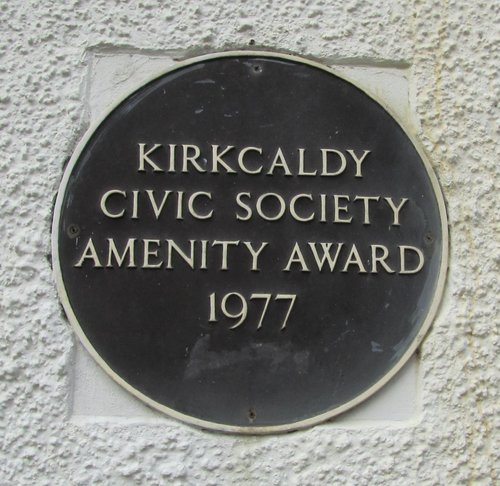 KIRKCALDY
CIVIC SOCIETY
AMENITY AWARD
1977